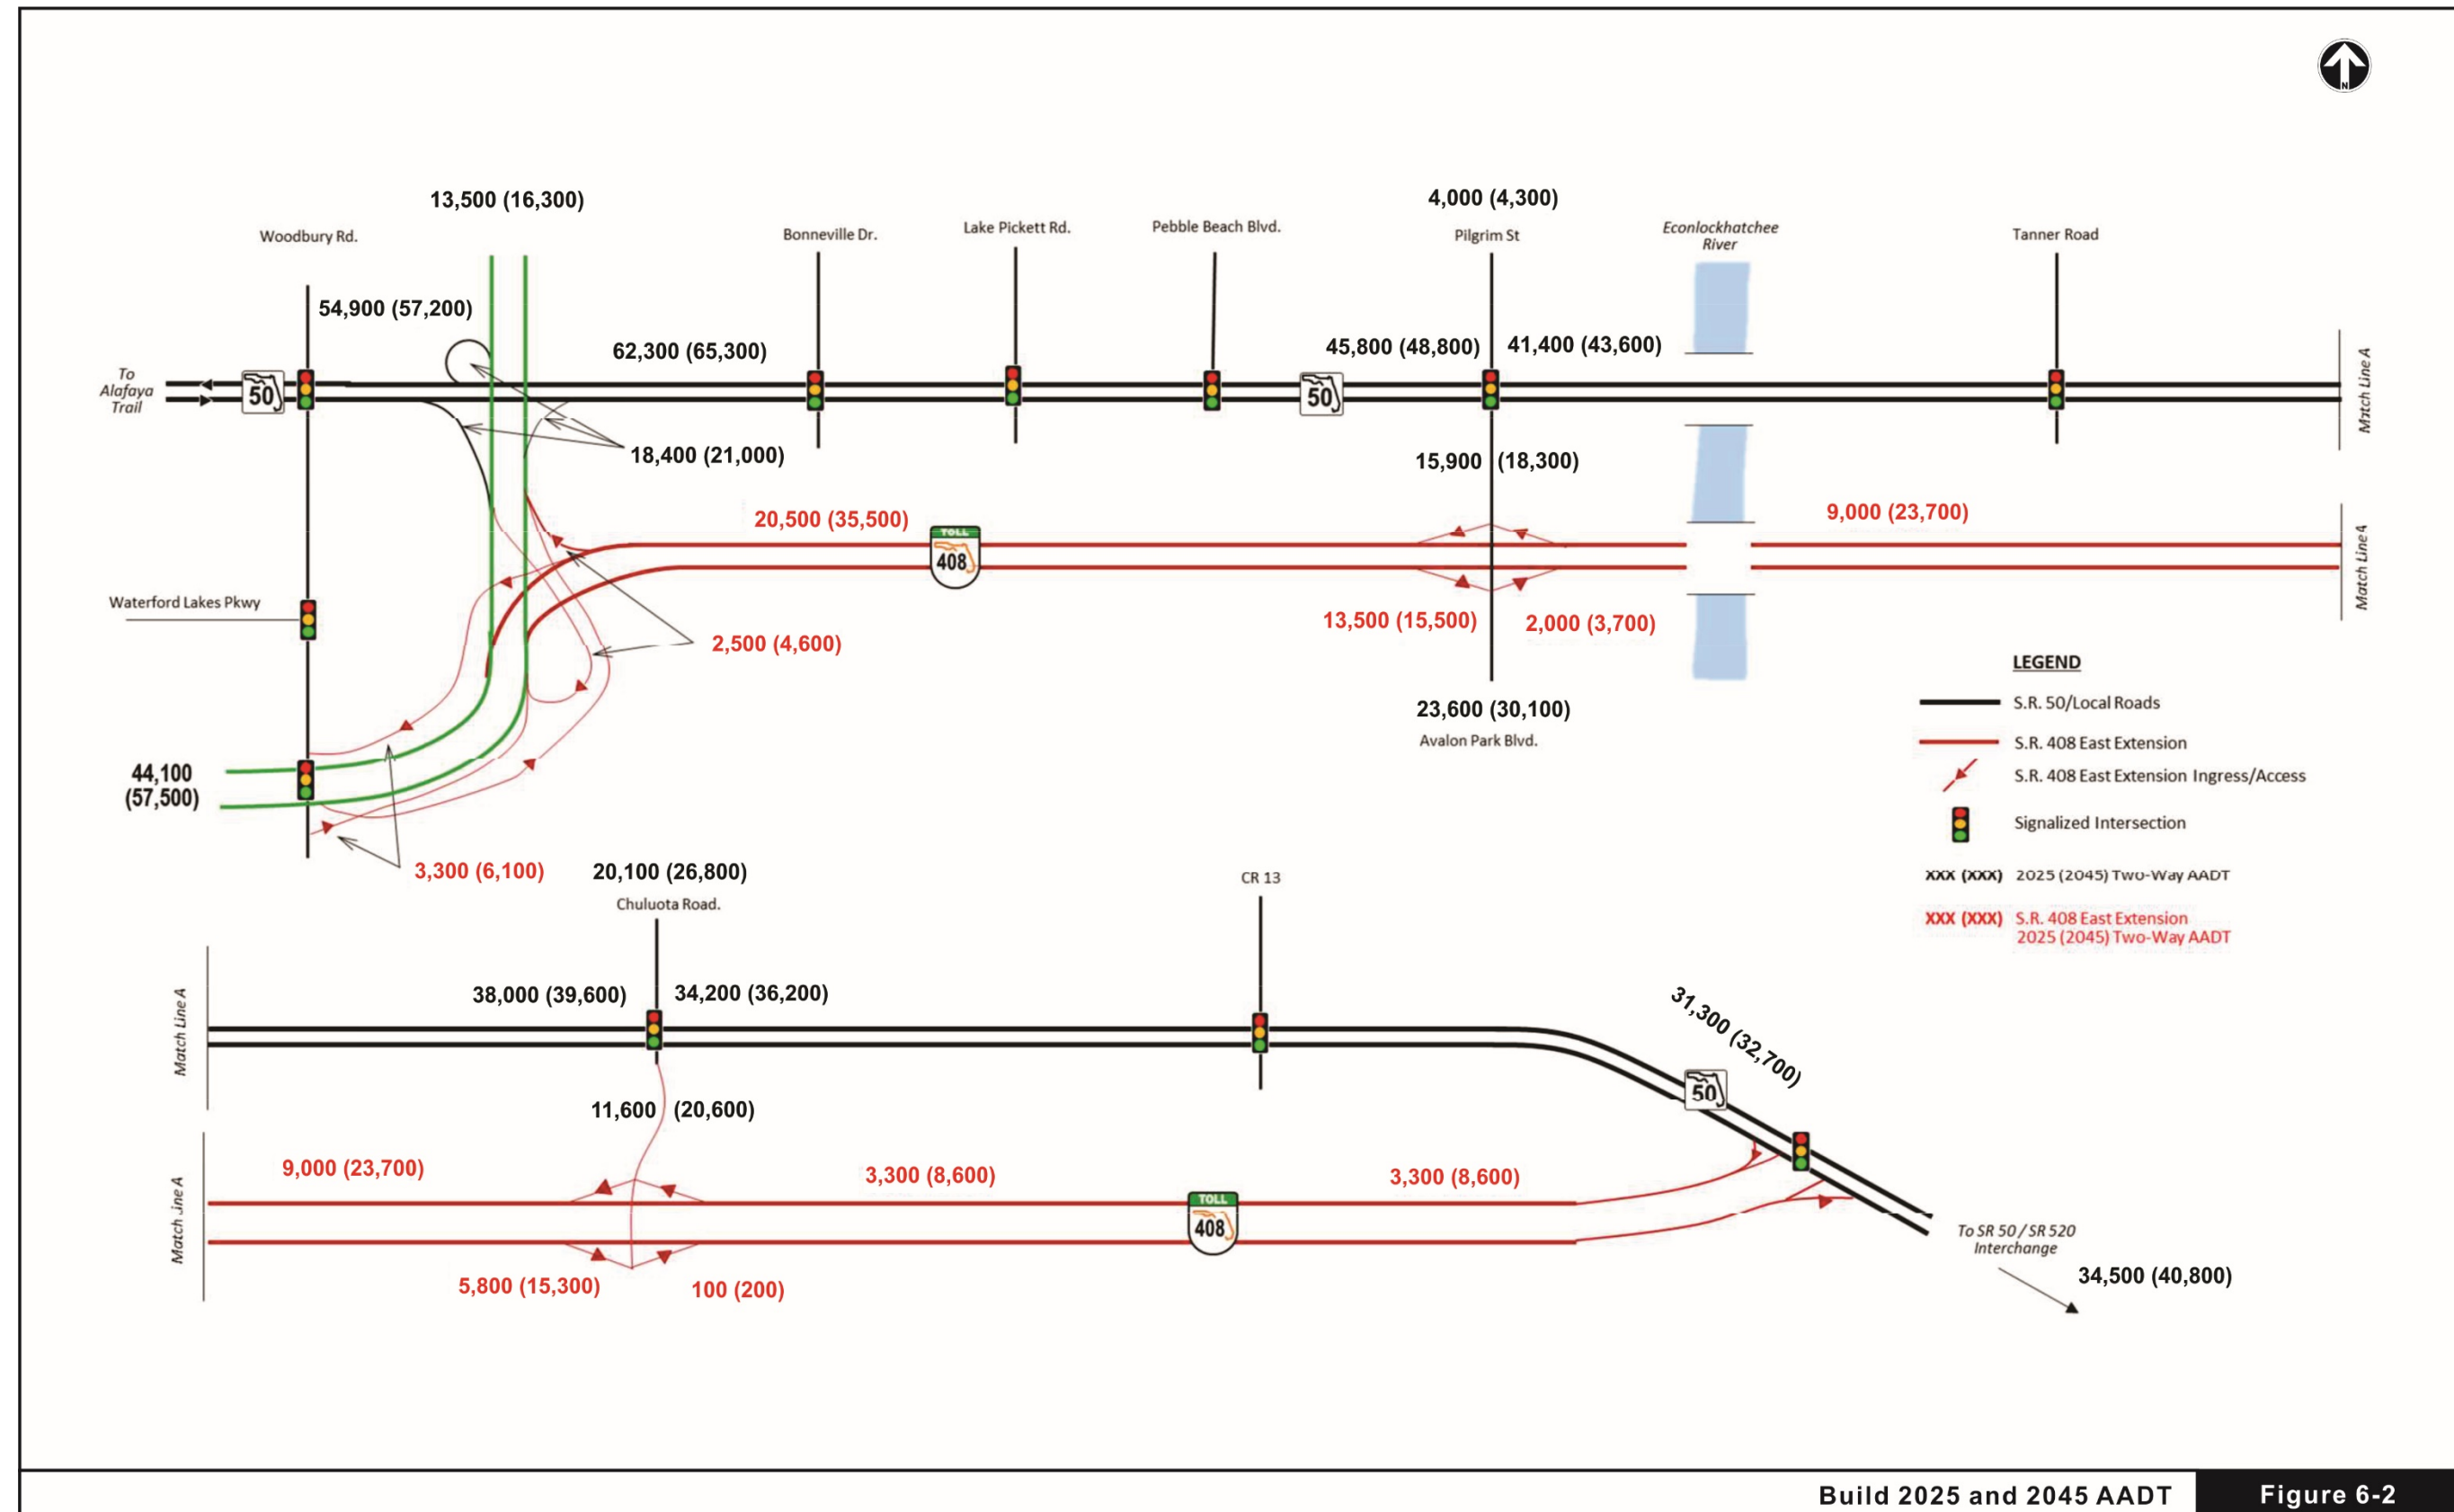 N
13,500 (16,300)
4,000 (4,300)
Woodbury Rd.
Bonneville Dr.
Lake Pickett Rd.
Pebble Beach Blvd.
Pilgrim St
Econlockhatchee
River
Tanner Road
54,900 (57,200)
62,300 (65,300)
45,800 (48,800)
41,400 (43,600)
To
Alafaya
Trail
50
50
Match Line A
18,400 (21,000)
15,900 (18,300)
20,500 (35,500)
9,000 (23,700)
TOLL
408
Match Line A
Waterford Lakes Pkwy
2,500 (4,600)
13,500 (15,500)
2,000 (3,700)
23,600 (30,100)
Avalon Park Blvd.
44,100
(57,500)
3,300 (6,100)
LEGEND
S.R. 50/Local Roads
S.R. 408 East Extension
S.R. 408 East Extension Ingress/Access
Signalized Intersection
XXX (XXX) 2025 (2045) Two-Way AADT
XXX (XXX) S.R. 408 East Extension
2025 (2045) Two-Way AADT
20,100 (26,800)
Chuluota Road.
CR 13
Match Line A
38,000 (39,600)
34,200 (36,200)
31,300 (32,700)
50
11,600 (20,600)
Match ine A
9,000 (23,700)
3,300 (8,600)
3,300 (8,600)
TOLL
408
5,800 (15,300)
100 (200)
To SR 50 / SR 520
Interchange
34,500 (40,800)
Build 2025 and 2045 AADT
Figure 6-2